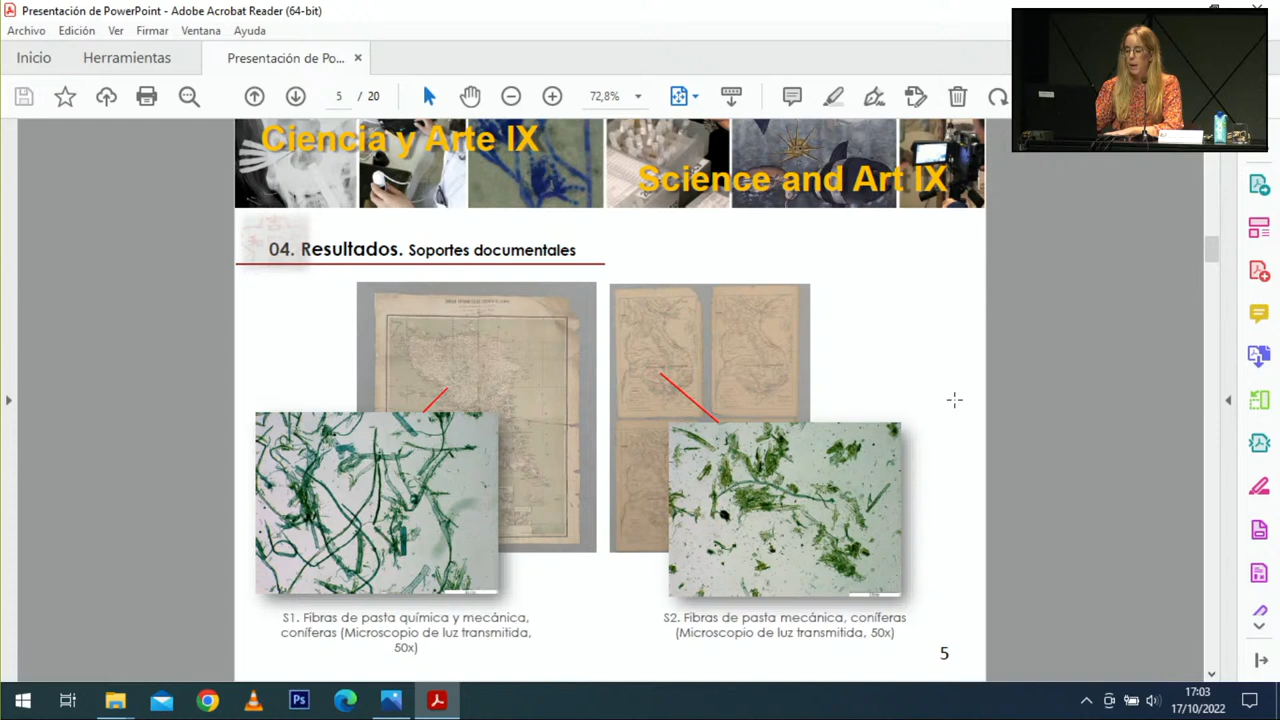 Presentación de PowerPoint - Adobe Acrobat Reader (64-bit)
Archivo Edición Ver Firmar Ventana Ayuda
Inicio Herramientas Presentación de Po...
5 / 20 72,8%
Ciencia y Arte IX
Science and Art IX
04. Resultados. Soportes documentales
S1. Fibras de pasta química y mecánica,
coníferas (Microscopio de luz transmitida,
50x)
S2. Fibras de pasta mecánica, coníferas
(Microscopio de luz transmitida, 50x)
5
Ps
17:03
17/10/2022